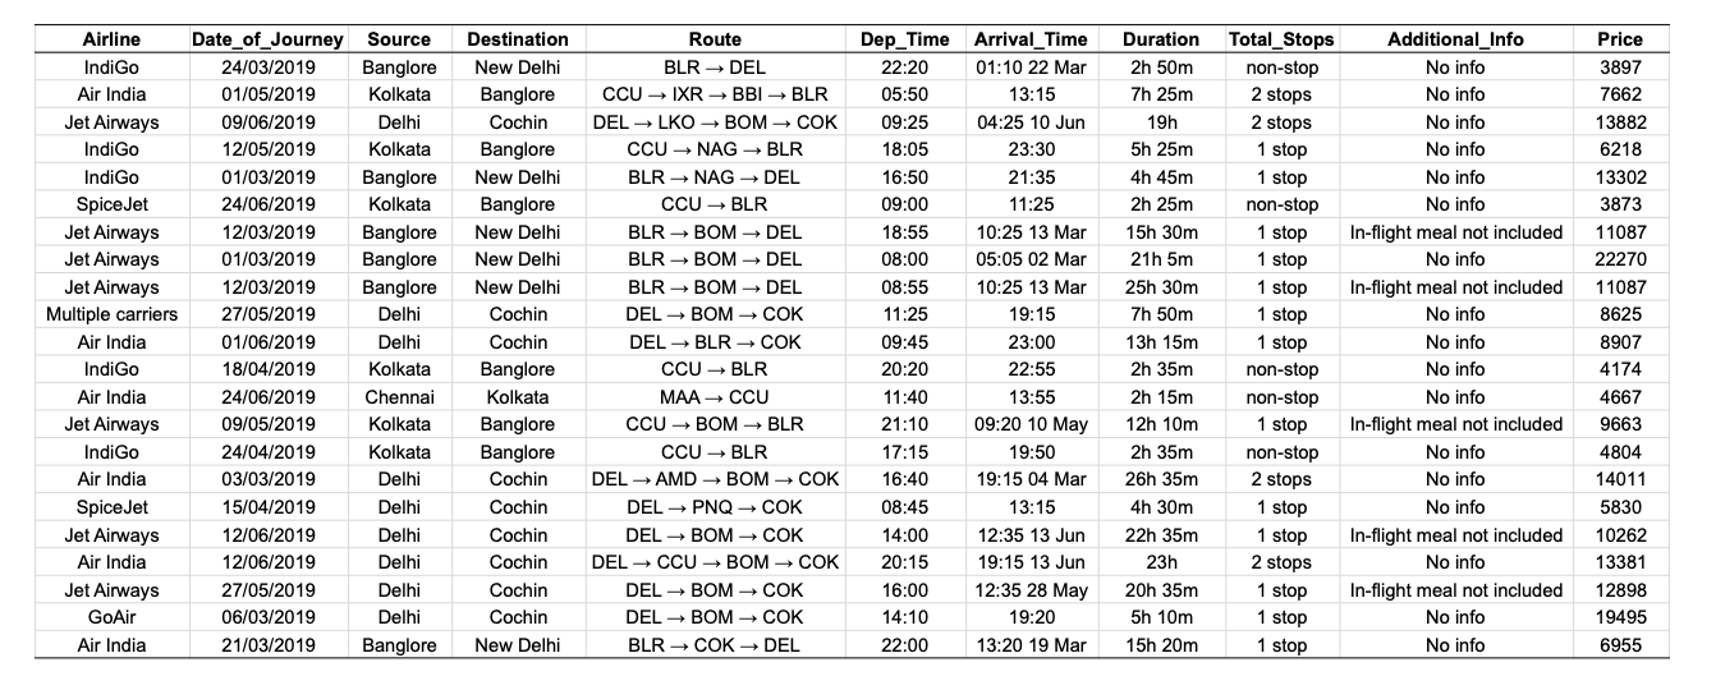 Airline Date_of_Journey Source Destination Route Dep_Time Arrival_Time Duration Total_Stops Additional_Info Price
IndiGo 24/03/2019 Banglore New Delhi BLR → DEL 22:20 01:10 22 Mar 2h 50m non-stop No info 3897
Air India 01/05/2019 Kolkata Banglore CCU → IXR → BBI → BLR 05:50 13:15 7h 25m 2 stops No info 7662
Jet Airways 09/06/2019 Delhi Cochin DEL → LKO → BOM → COK 09:25 04:25 10 Jun 19h 2 stops No info 13882
IndiGo 12/05/2019 Kolkata Banglore CCU → NAG → BLR 18:05 23:30 5h 25m 1 stop No info 6218
IndiGo 01/03/2019 Banglore New Delhi BLR → NAG → DEL 16:50 21:35 4h 45m 1 stop No info 13302
SpiceJet 24/06/2019 Kolkata Banglore CCU → BLR 09:00 11:25 2h 25m non-stop No info 3873
Jet Airways 12/03/2019 Banglore New Delhi BLR → BOM → DEL 18:55 10:25 13 Mar 15h 30m 1 stop In-flight meal not included 11087
Jet Airways 01/03/2019 Banglore New Delhi BLR → BOM → DEL 08:00 05:05 02 Mar 21h 5m 1 stop No info 22270
Jet Airways 12/03/2019 Banglore New Delhi BLR → BOM → DEL 08:55 10:25 13 Mar 25h 30m 1 stop In-flight meal not included 11087
Multiple carriers 27/05/2019 Delhi Cochin DEL → BOM → COK 11:25 19:15 7h 50m 1 stop No info 8625
Air India 01/06/2019 Delhi Cochin DEL → BLR → COK 09:45 23:00 13h 15m 1 stop No info 8907
IndiGo 18/04/2019 Kolkata Banglore CCU → BLR 20:20 22:55 2h 35m non-stop No info 4174
Air India 24/06/2019 Chennai Kolkata MAA → CCU 11:40 13:55 2h 15m non-stop No info 4667
Jet Airways 09/05/2019 Kolkata Banglore CCU → BOM → BLR 21:10 09:20 10 May 12h 10m 1 stop In-flight meal not included 9663
IndiGo 24/04/2019 Kolkata Banglore CCU → BLR 17:15 19:50 2h 35m non-stop No info 4804
Air India 03/03/2019 Delhi Cochin DEL → AMD → BOM → COK 16:40 19:15 04 Mar 26h 35m 2 stops No info 14011
SpiceJet 15/04/2019 Delhi Cochin DEL → PNQ → COK 08:45 13:15 4h 30m 1 stop No info 5830
Jet Airways 12/06/2019 Delhi Cochin DEL → BOM → COK 14:00 12:35 13 Jun 22h 35m 1 stop In-flight meal not included 10262
Air India 12/06/2019 Delhi Cochin DEL → CCU → BOM → COK 20:15 19:15 13 Jun 23h 2 stops No info 13381
Jet Airways 27/05/2019 Delhi Cochin DEL → BOM → COK 16:00 12:35 28 May 20h 35m 1 stop In-flight meal not included 12898
GoAir 06/03/2019 Delhi Cochin DEL → BOM → COK 14:10 19:20 5h 10m 1 stop No info 19495
Air India 21/03/2019 Banglore New Delhi BLR → COK → DEL 22:00 13:20 19 Mar 15h 20m 1 stop No info 6955